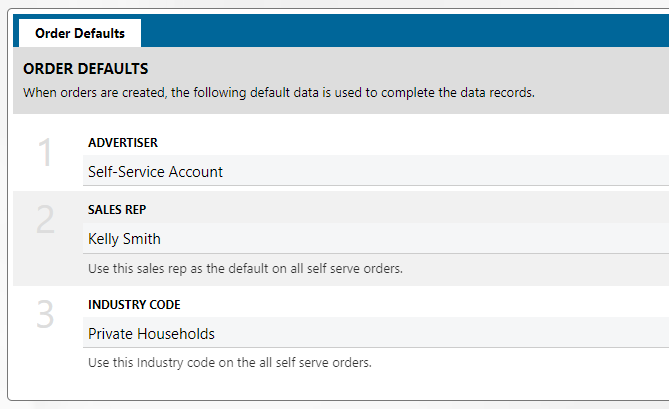 Order Defaults
ORDER DEFAULTS
When orders are created, the following default data is used to complete the data records.
1
ADVERTISER
Self-Service Account
2
SALES REP
Kelly Smith
Use this sales rep as the default on all self serve orders.
3
INDUSTRY CODE
Private Households
Use this Industry code on the all self serve orders.